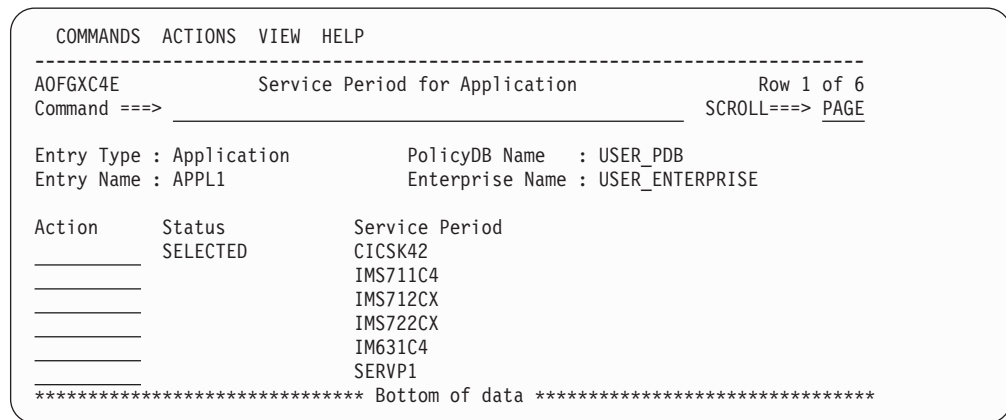 COMMANDS ACTIONS VIEW HELP
-------------------------------------------------------------------------------
AOFGXC4E Service Period for Application Row 1 of 6
Command ===> SCROLL===> PAGE
Entry Type : Application PolicyDB Name : USER_PDB
Entry Name : APPL1 Enterprise Name : USER_ENTERPRISE
Action Status Service Period
SELECTED CICSK42
IMS711C4
IMS712CX
IMS722CX
IM631C4
SERVP1
******************************* Bottom of data ********************************